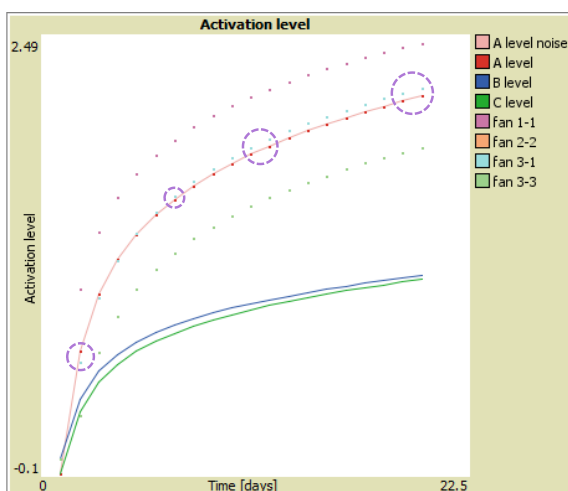 Activation level
2.49
Activation level
-0.1
0
Time [days]
22.5
A level noise
A level
B level
C level
fan 1-1
fan 2-2
fan 3-1
fan 3-3